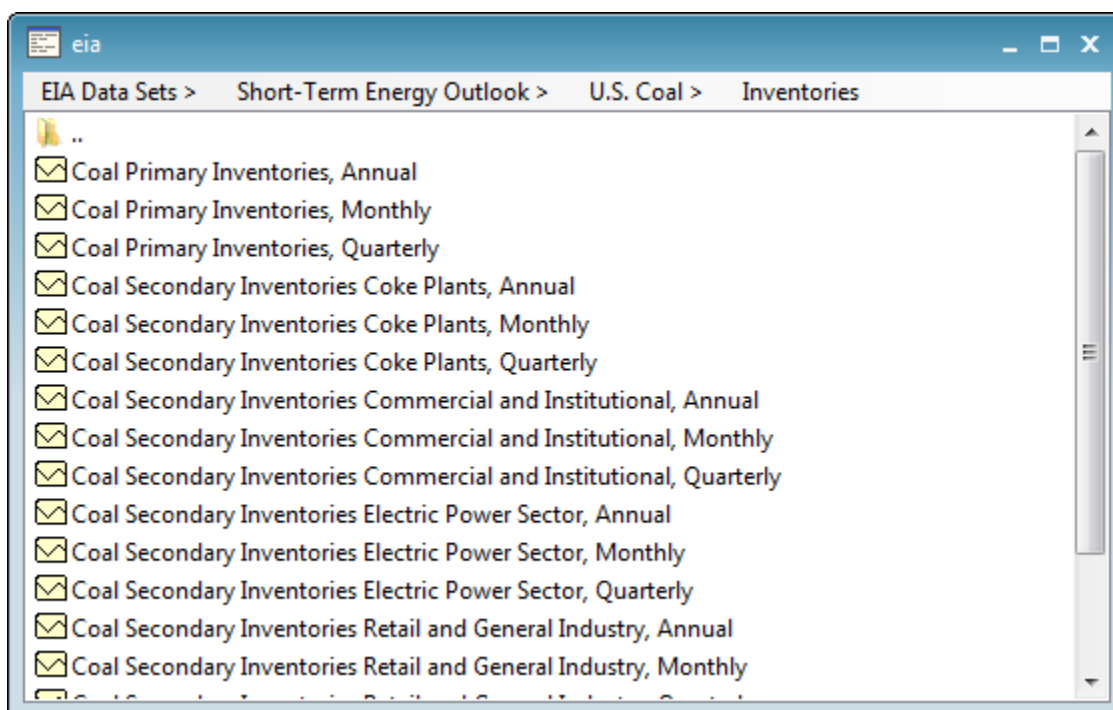 eia
EIA Data Sets > Short-Term Energy Outlook > U.S. Coal > Inventories
..
Coal Primary Inventories, Annual
Coal Primary Inventories, Monthly
Coal Primary Inventories, Quarterly
Coal Secondary Inventories Coke Plants, Annual
Coal Secondary Inventories Coke Plants, Monthly
Coal Secondary Inventories Coke Plants, Quarterly
Coal Secondary Inventories Commercial and Institutional, Annual
Coal Secondary Inventories Commercial and Institutional, Monthly
Coal Secondary Inventories Commercial and Institutional, Quarterly
Coal Secondary Inventories Electric Power Sector, Annual
Coal Secondary Inventories Electric Power Sector, Monthly
Coal Secondary Inventories Electric Power Sector, Quarterly
Coal Secondary Inventories Retail and General Industry, Annual
Coal Secondary Inventories Retail and General Industry, Monthly